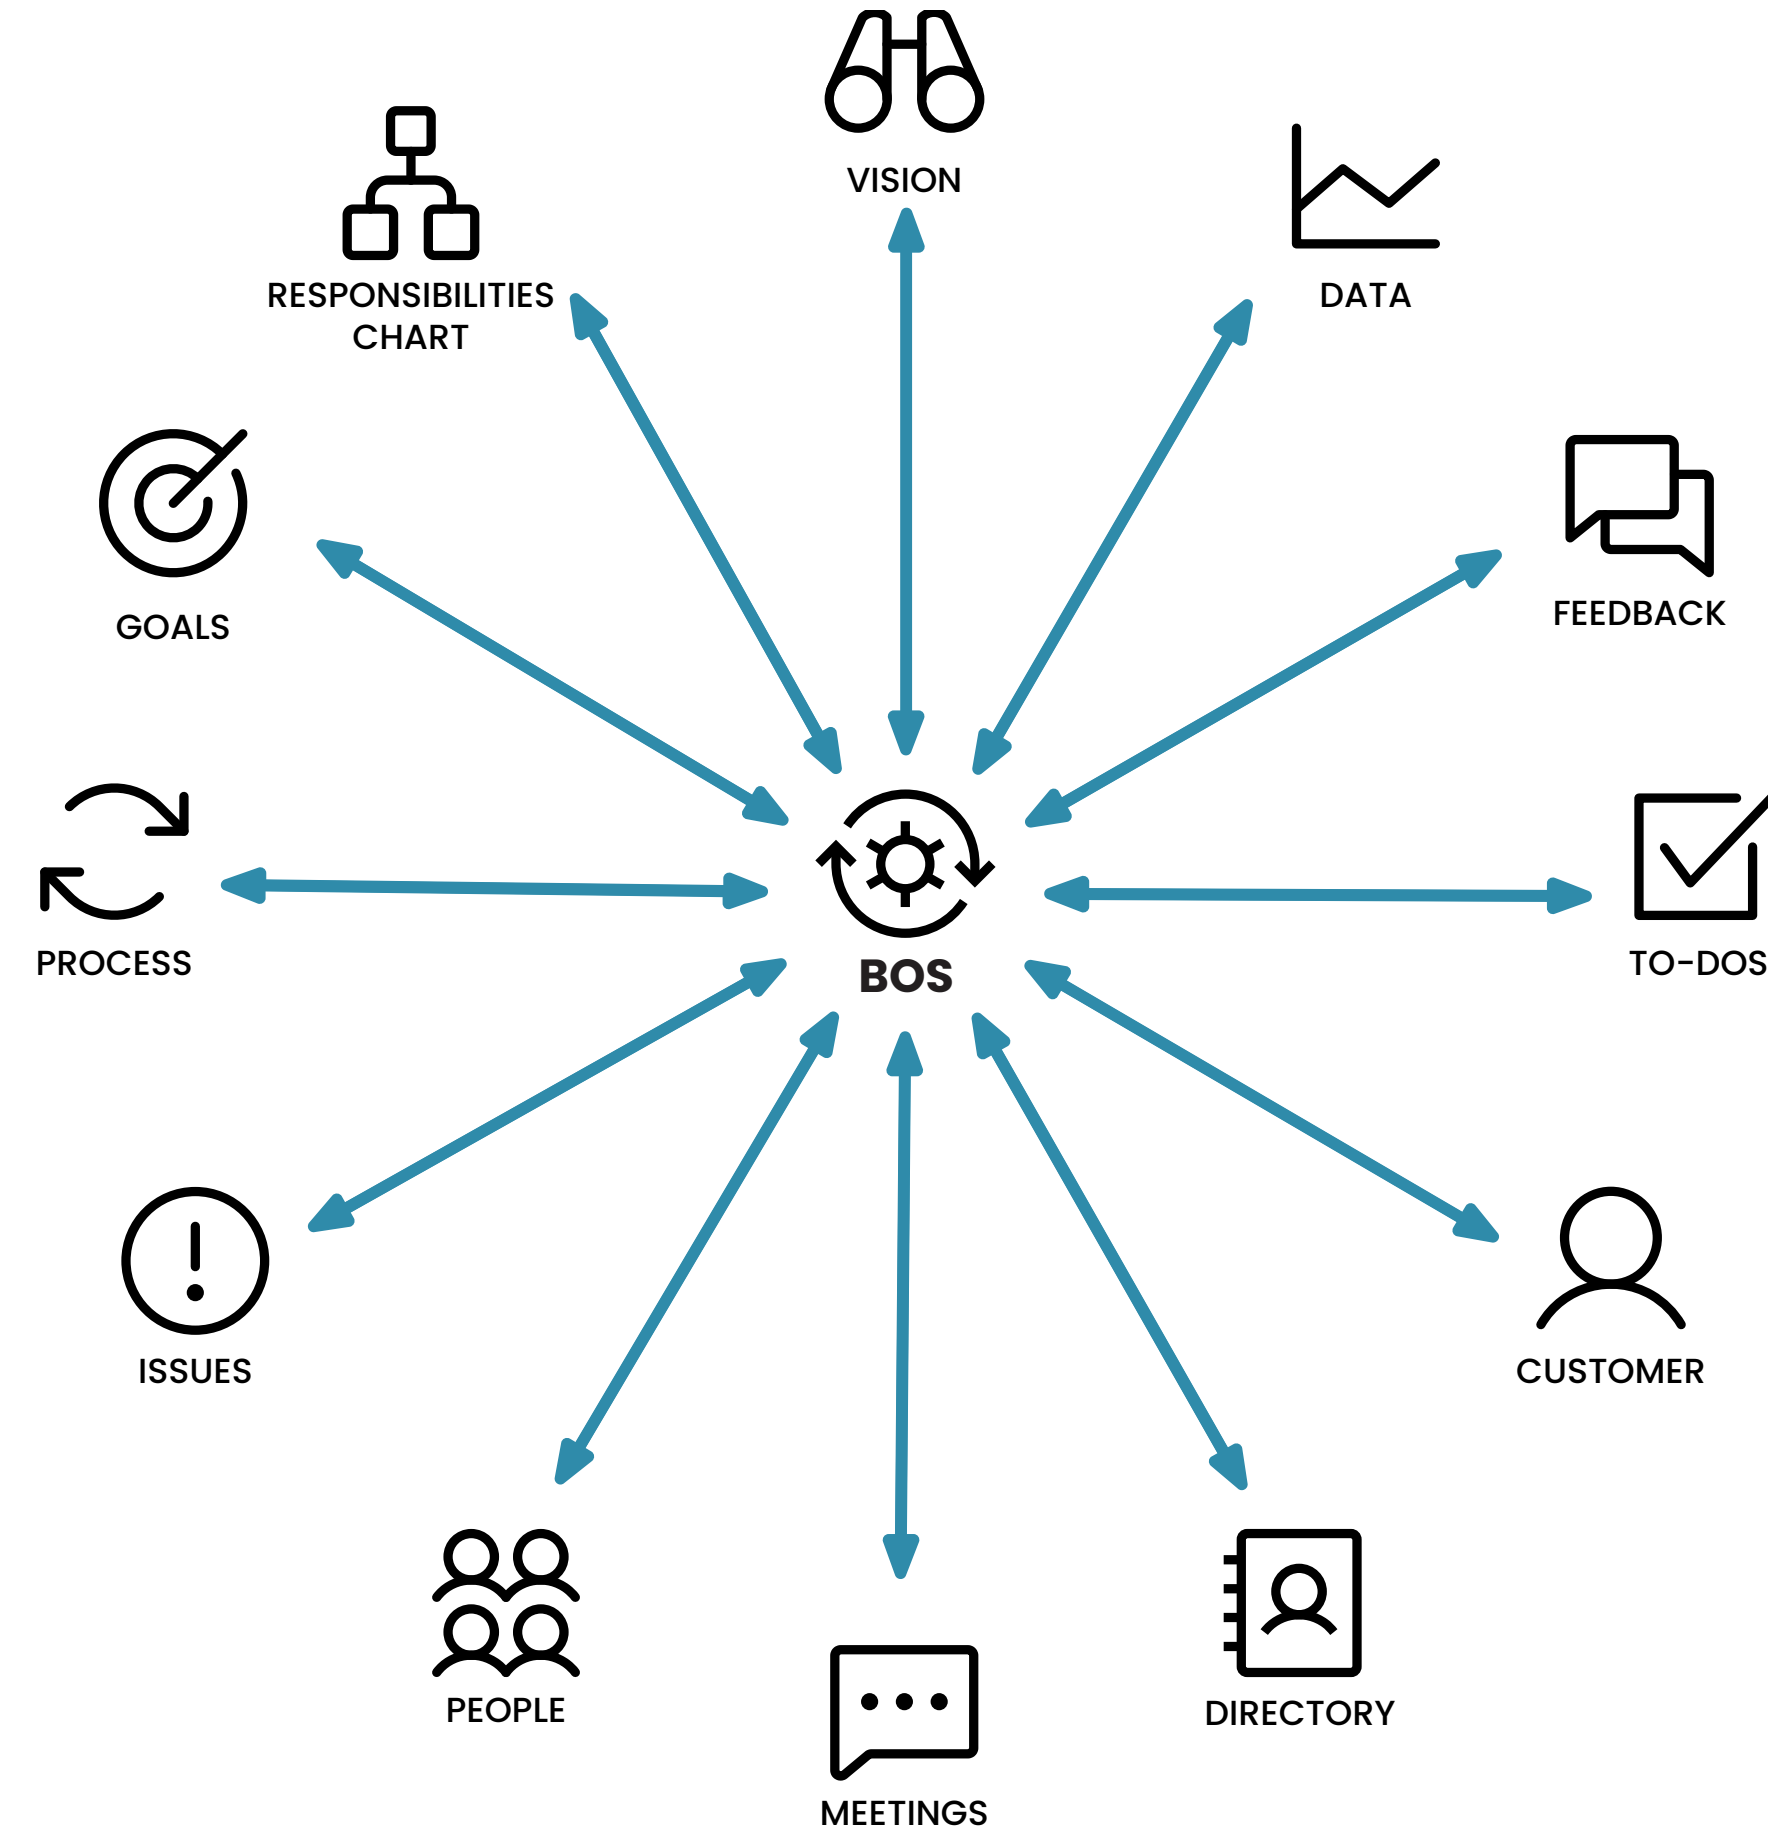 VISION
DATA
RESPONSIBILITIES
CHART
FEEDBACK
GOALS
PROCESS
TO-DOS
BOS
ISSUES
CUSTOMER
PEOPLE
DIRECTORY
MEETINGS